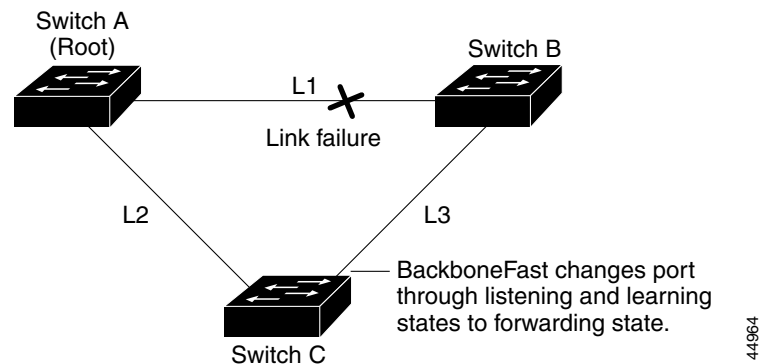 Switch A
(Root)
Switch B
L1
Link failure
L2
L3
BackboneFast changes port
through listening and learning
states to forwarding state.
Switch C
44964